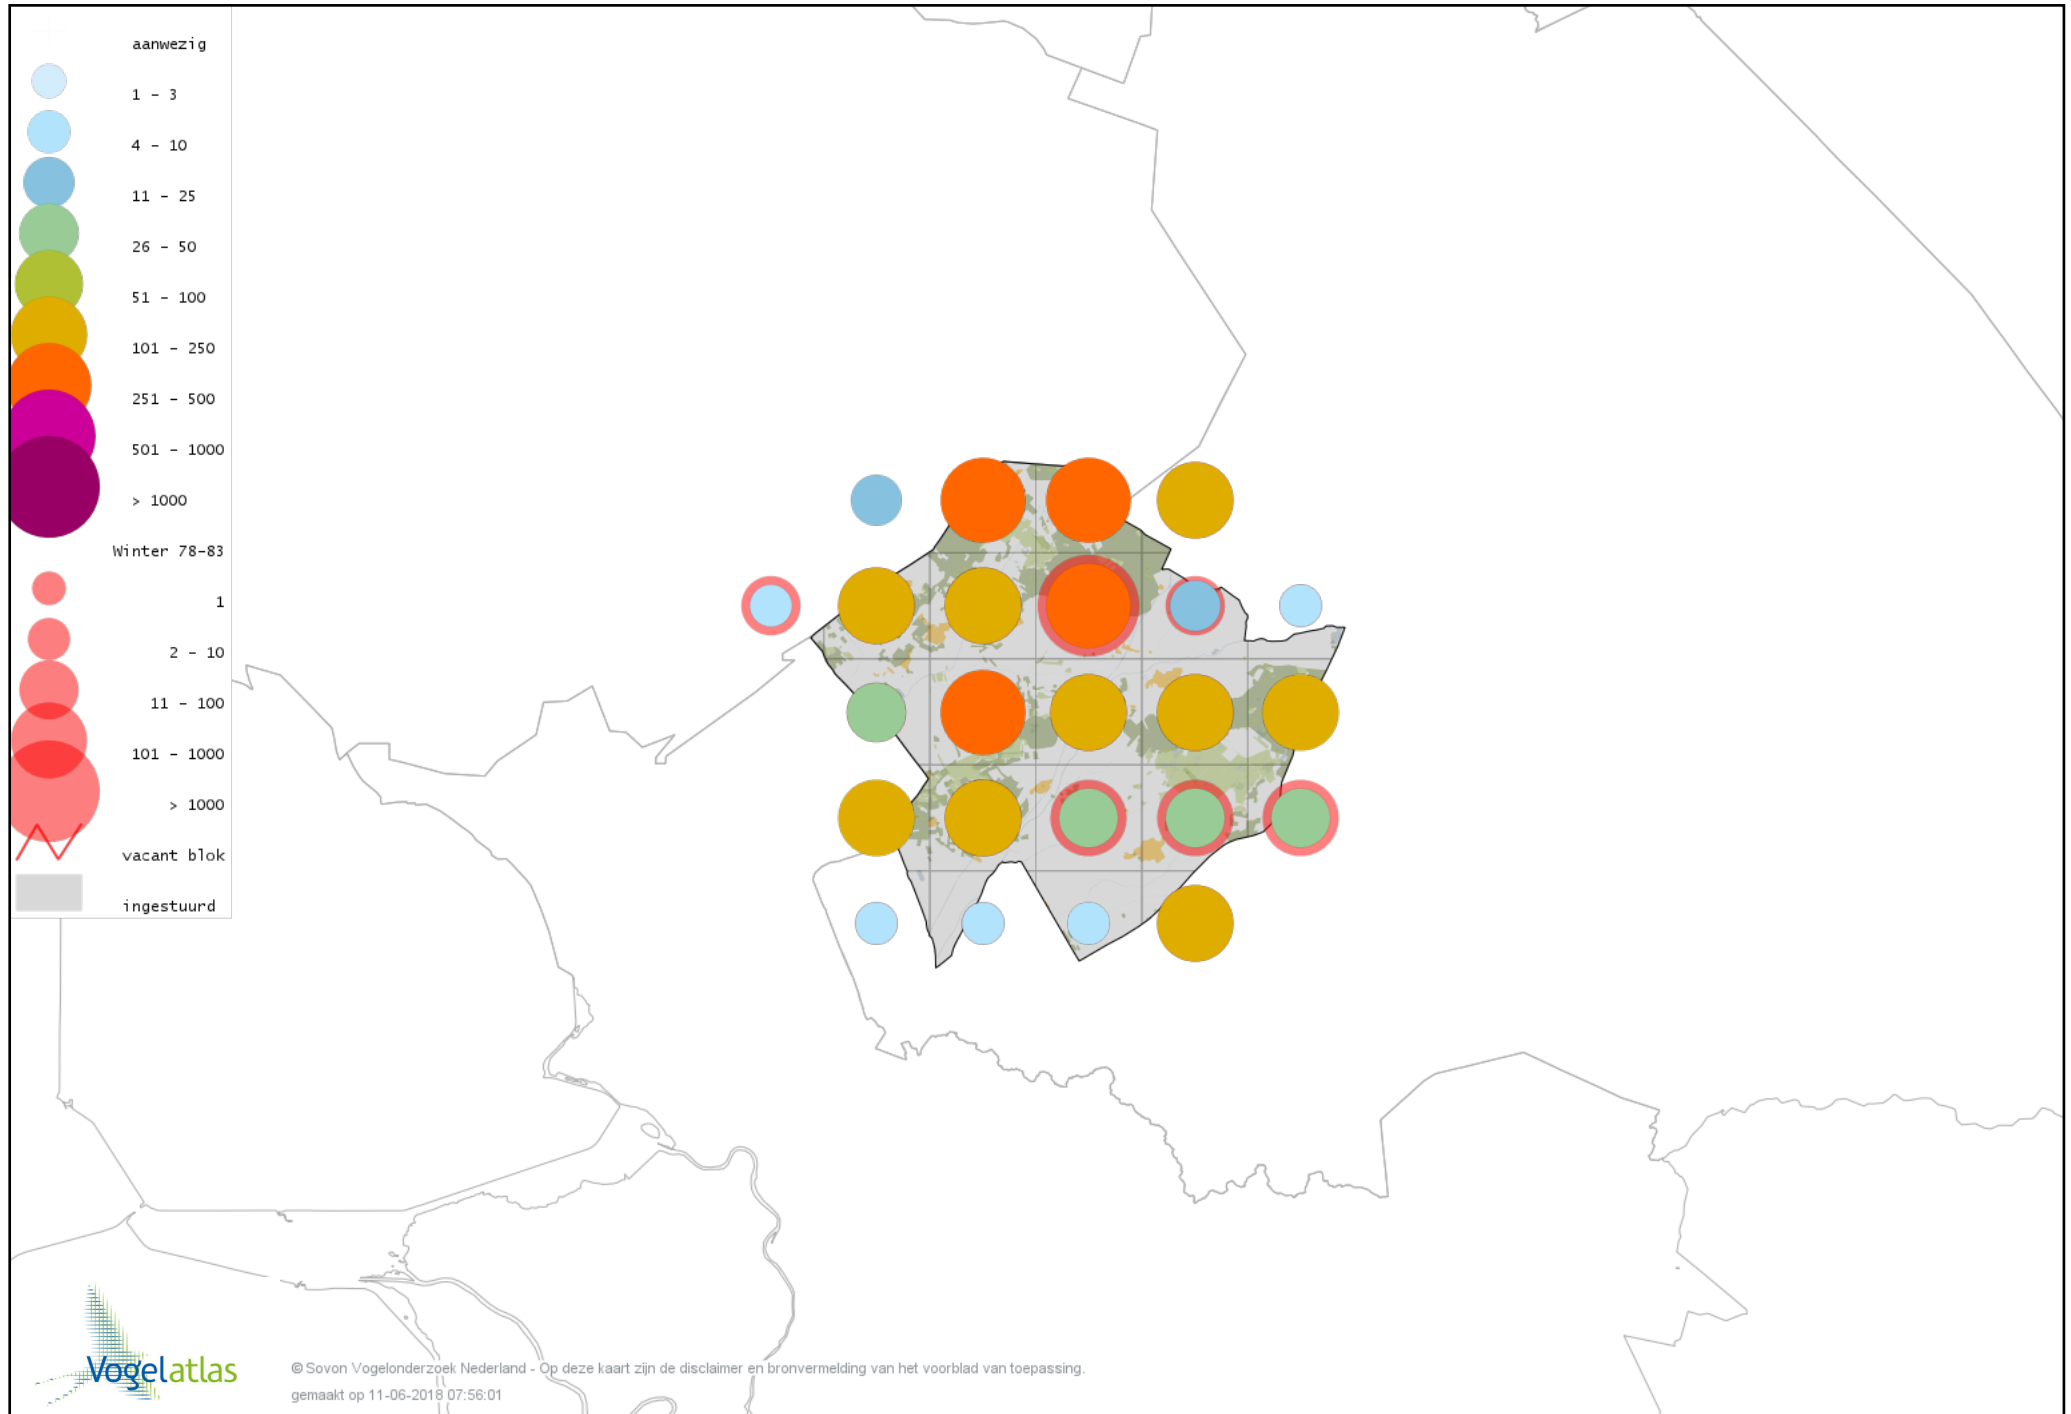 aanwezig
1 - 3
4 - 10
11 - 25
26 - 50
51 - 100
101 - 250
251 - 500
501 - 1000
> 1000
Winter 78-83
1
2 - 10
11 - 100
101 - 1000
> 1000
vacant blok
ingestuurd
Vogelatlas
© Sovon Vogelonderzoek Nederland - Op deze kaart zijn de disclaimer en bronvermelding van het voorblad van toepassing.
gemaakt op 11-06-2018 07:56:01